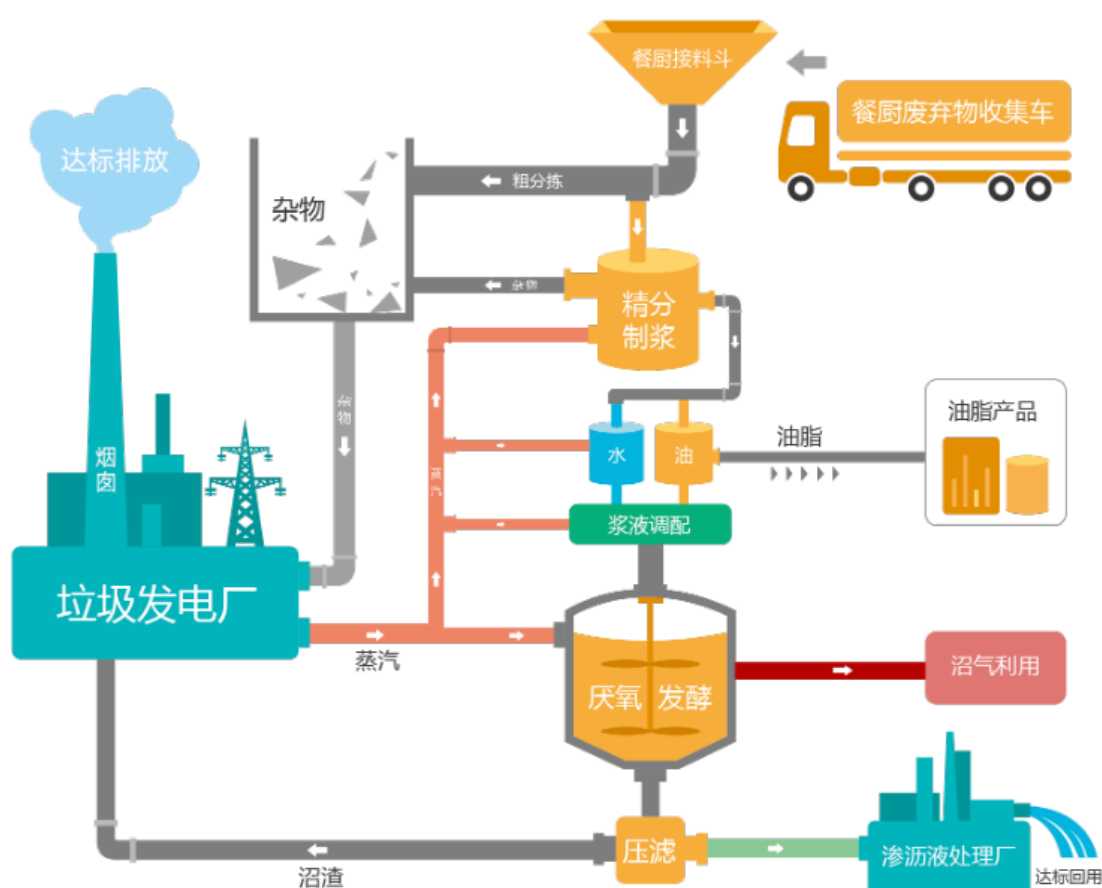 餐厨接料斗
餐厨废弃物收集车
达标排放
粗分拣
杂物
杂物
精分
制浆
杂物
蒸汽
烟囱
水
油
油脂
油脂产品
浆液调配
垃圾发电厂
蒸汽
厌氧 发酵
沼气利用
压滤
沼渣
渗沥液处理厂
达标回用